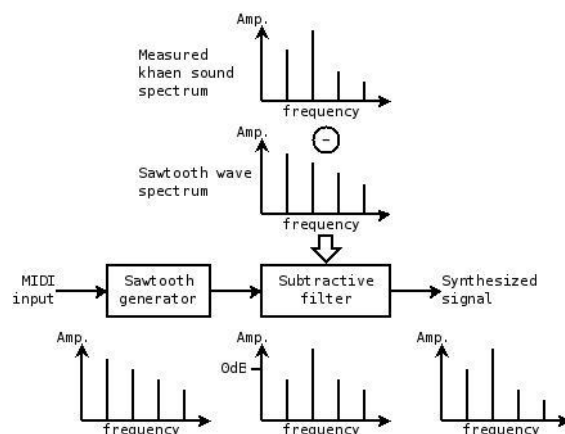 Amp.
Measured
khaen sound
spectrum
frequency
Amp.
-
Sawtooth wave
spectrum
frequency
MIDI
input
Sawtooth
generator
Subtractive
filter
Synthesized
signal
Amp.
frequency
Amp.
0dE
frequency
Amp.
frequency